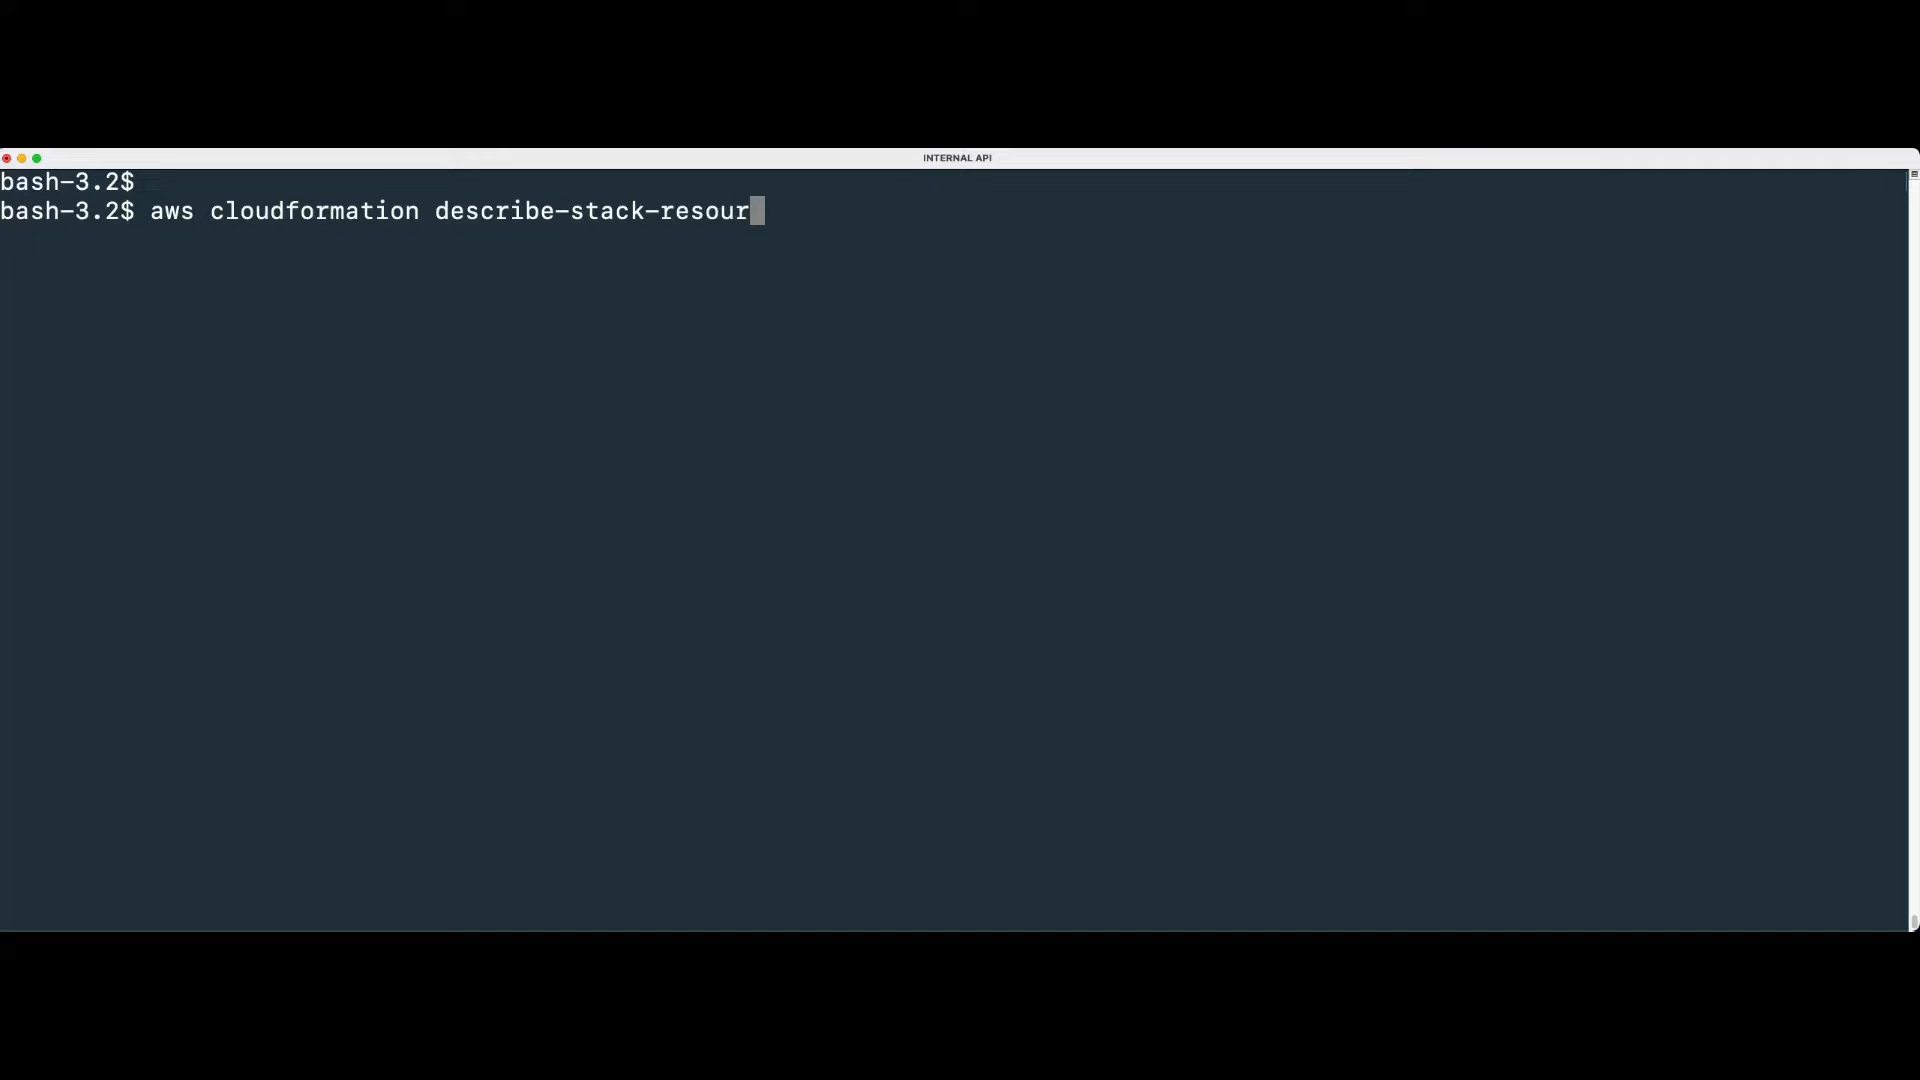 INTERNAL API
bash-3.2$
bash-3.2$ aws cloudformation describe-stack-resour